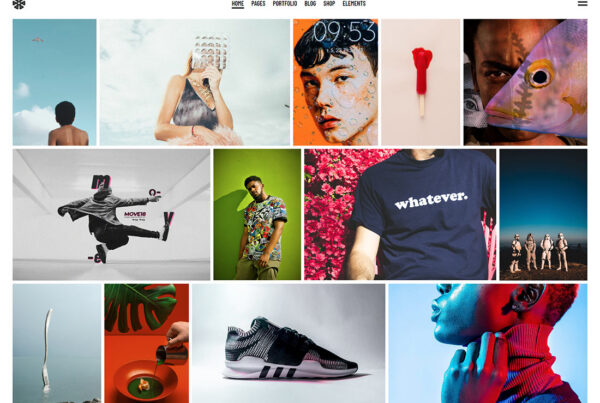 HOME PAGES PORTFOLIO BLOG SHOP ELEMENTS
09:53
m
MOVE18
y
whatever.